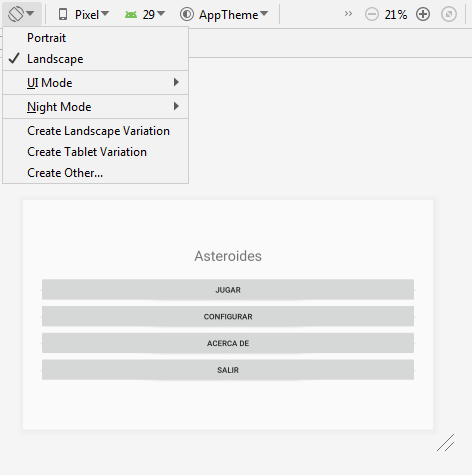 Pixel 29 AppTheme 21%
Portrait
Landscape
UI Mode
Night Mode
Create Landscape Variation
Create Tablet Variation
Create Other...
Asteroides
JUGAR
CONFIGURAR
ACERCA DE
SALIR